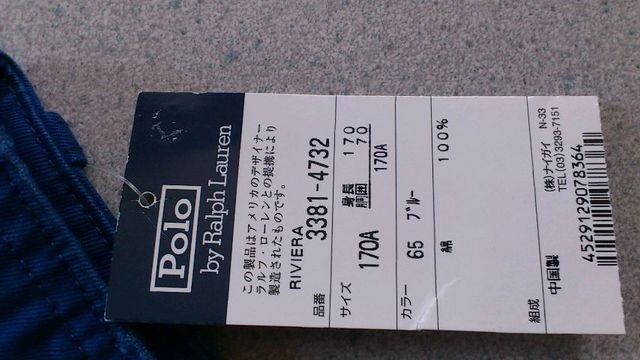 Polo
by Ralph Lauren
この製品はアメリカのデザイナー
ラルフ・ローレンとの提携により
製造されたものです。
RIVIERA
品番 3381-4732
サイズ 170A
身長 170
胴囲 70
170A
カラー 65 ブルー
綿 100%
組成
中国製 (株)ナイガイ N-33
TEL(03)3293-7151
4529129078364